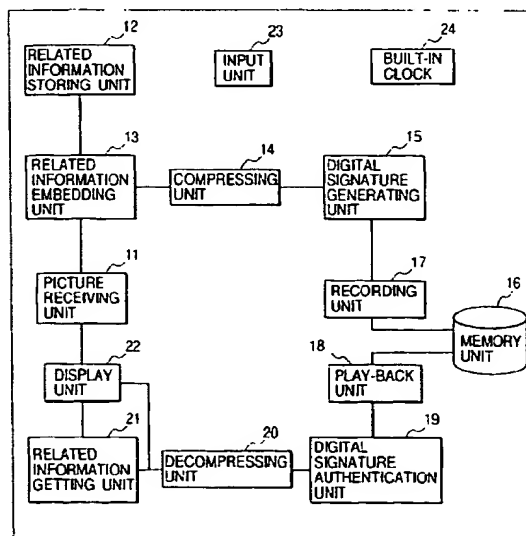 12
RELATED
INFORMATION
STORING UNIT
23
INPUT
UNIT
24
BUILT-IN
CLOCK
13
RELATED
INFORMATION
EMBEDDING
UNIT
14
COMPRESSING
UNIT
15
DIGITAL
SIGNATURE
GENERATING
UNIT
11
PICTURE
RECEIVING
UNIT
17
RECORDING
UNIT
16
MEMORY
UNIT
22
DISPLAY
UNIT
18
PLAY-BACK
UNIT
21
RELATED
INFORMATION
GETTING UNIT
20
DECOMPRESSING
UNIT
19
DIGITAL
SIGNATURE
AUTHENTICATION
UNIT